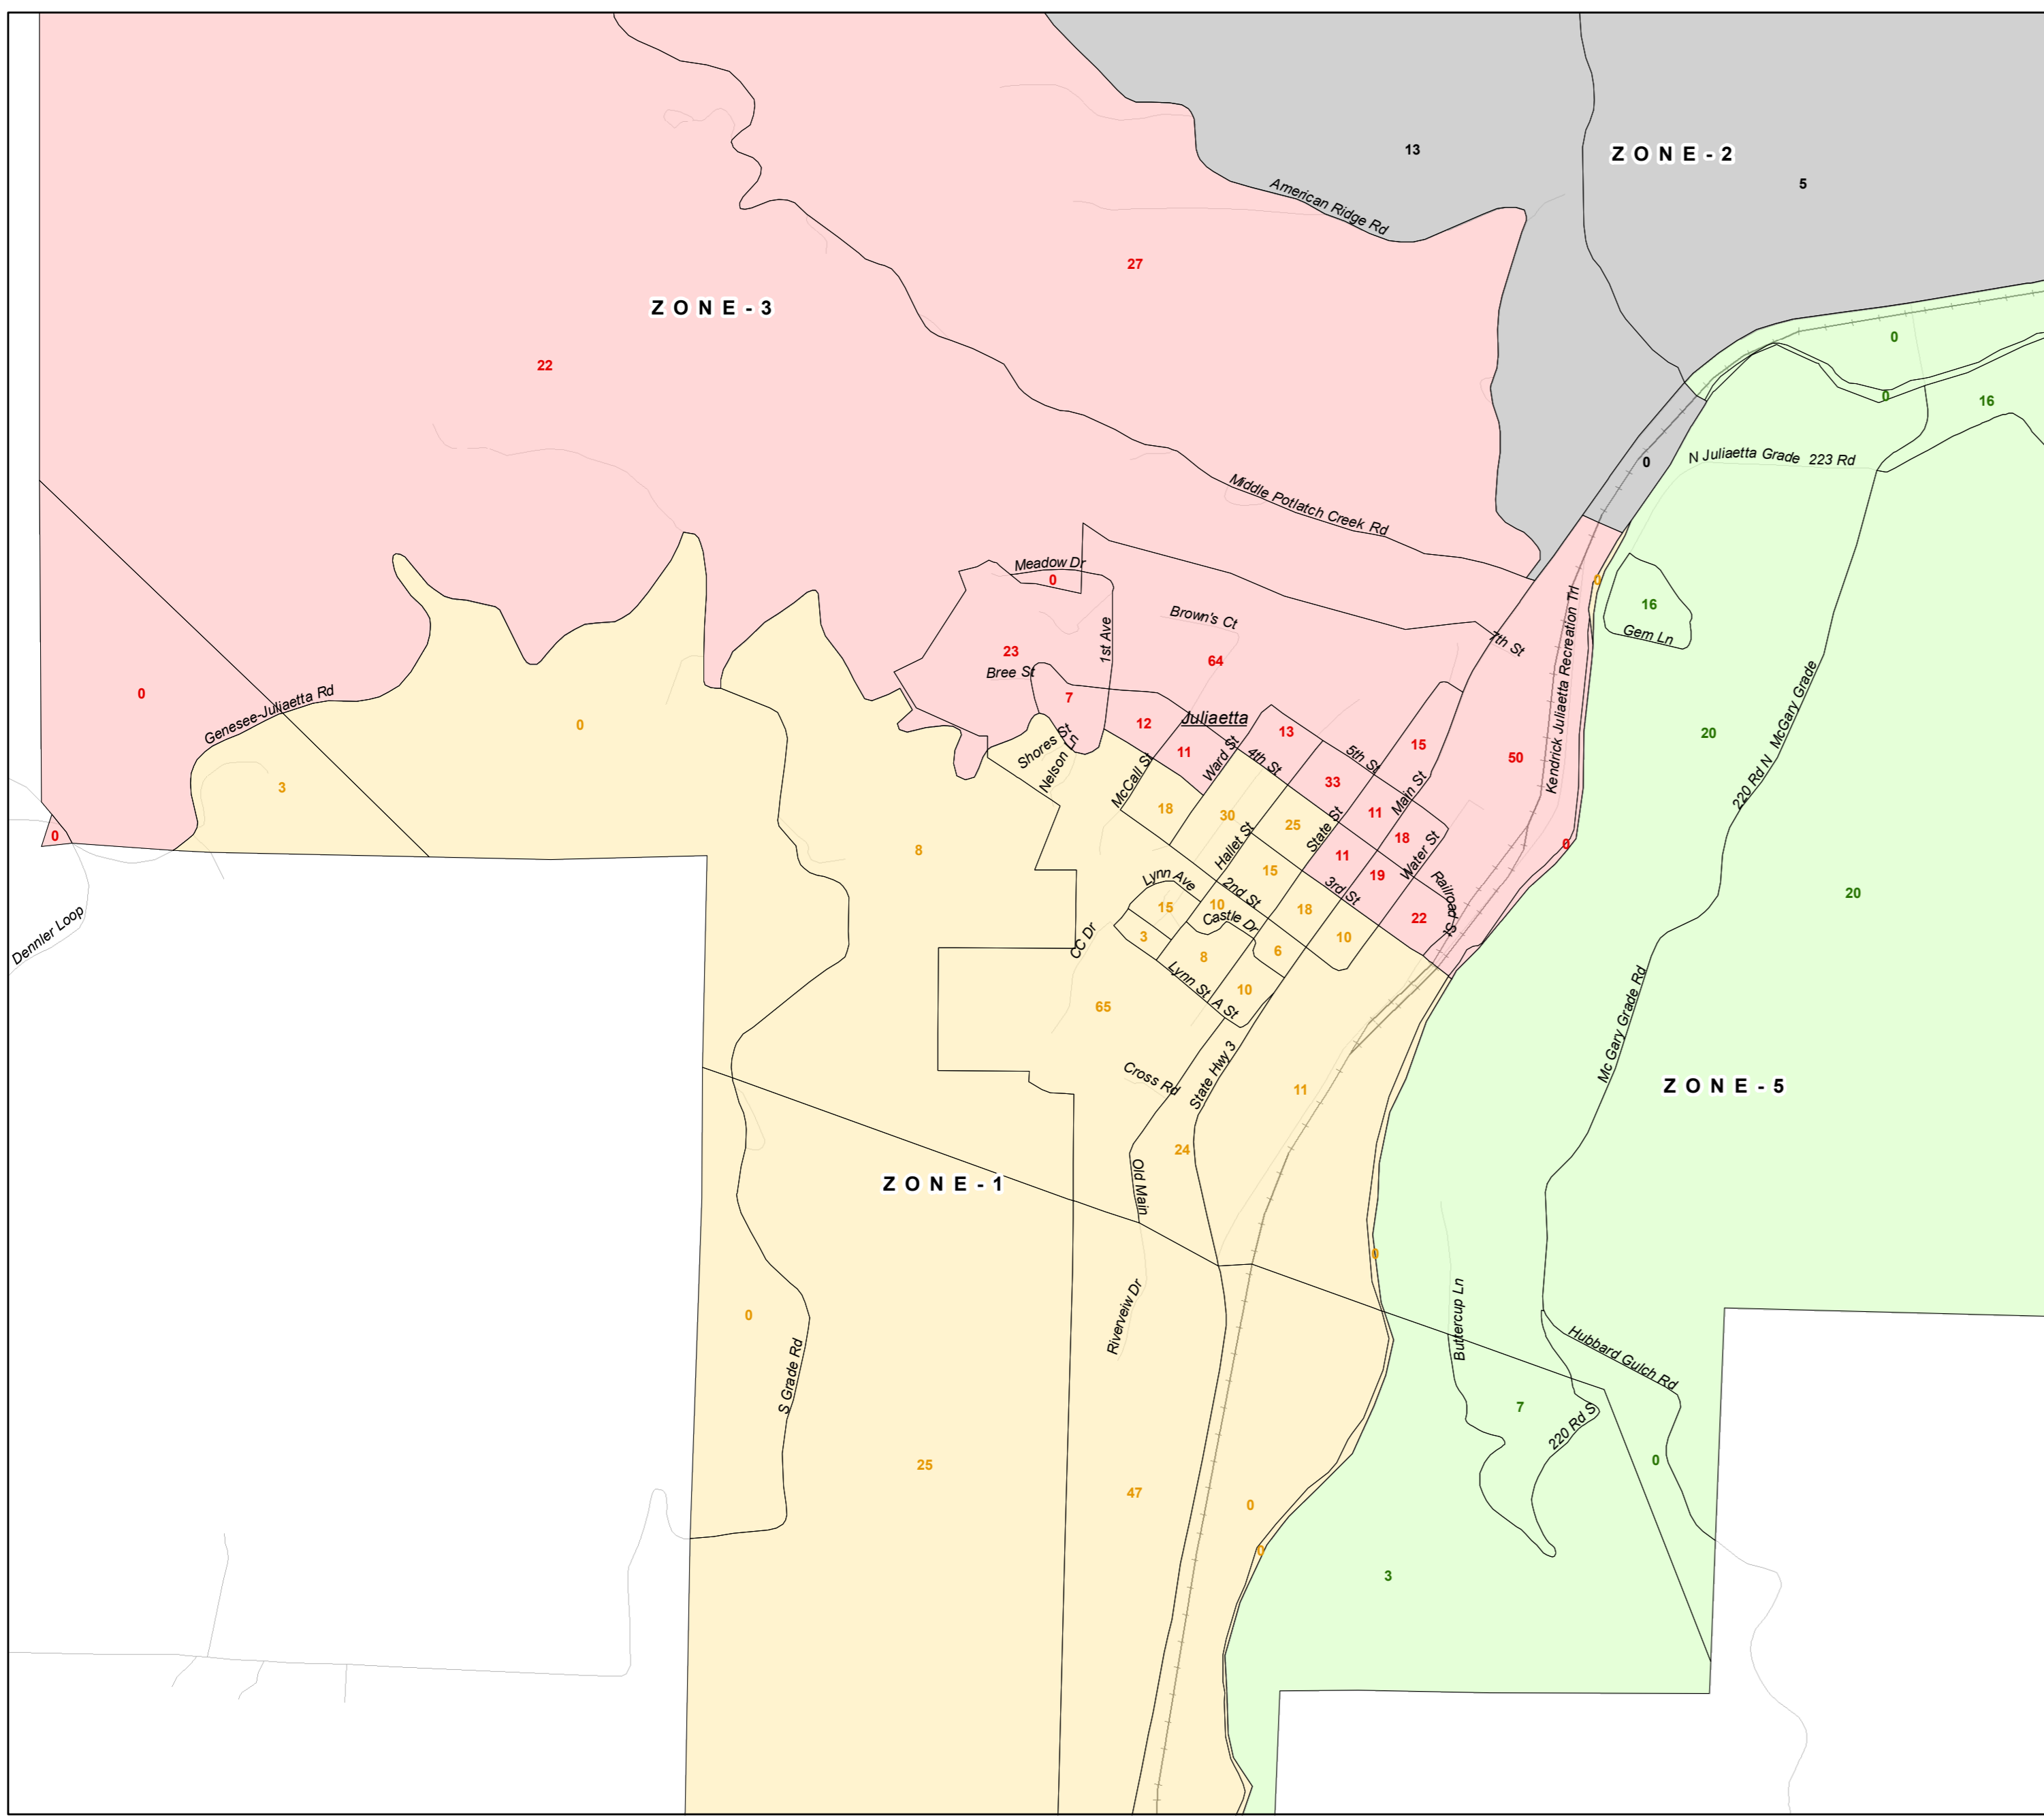 13
ZONE-2
5
American Ridge Rd
27
ZONE-3
22
0
0
16
N Juliaetta Grade 223 Rd
0
Middle Potlatch Creek Rd
Meadow Dr
0
0
16
Gem Ln
Kendrick Juliaetta Recreation Trl
Brown's Ct
7th St
1st Ave
23
64
Bree St
0
Genesee-Juliaetta Rd
0
7
12
Juliaetta
13
15
20
220 Rd N McGary Grade
Shores St
Nelson Ln
11
Ward St
4th St
5th St
50
McCall St
33
Main St
3
18
30
25
11
0
8
Hallet St
State St
18
Water St
0
11
15
19
20
Lynn Ave
2nd St
3rd St
Railroad St
15
10
18
22
Castle Dr
Dennler Loop
CC Dr
3
8
6
10
Lynn St
A St
10
65
Mc Gary Grade Rd
Cross Rd
State Hwy 3
11
ZONE-5
24
Old Main
ZONE-1
0
0
Riverveiw Dr
Buttercup Ln
Hubbard Gulch Rd
S Grade Rd
7
220 Rd S
25
0
47
0
0
3